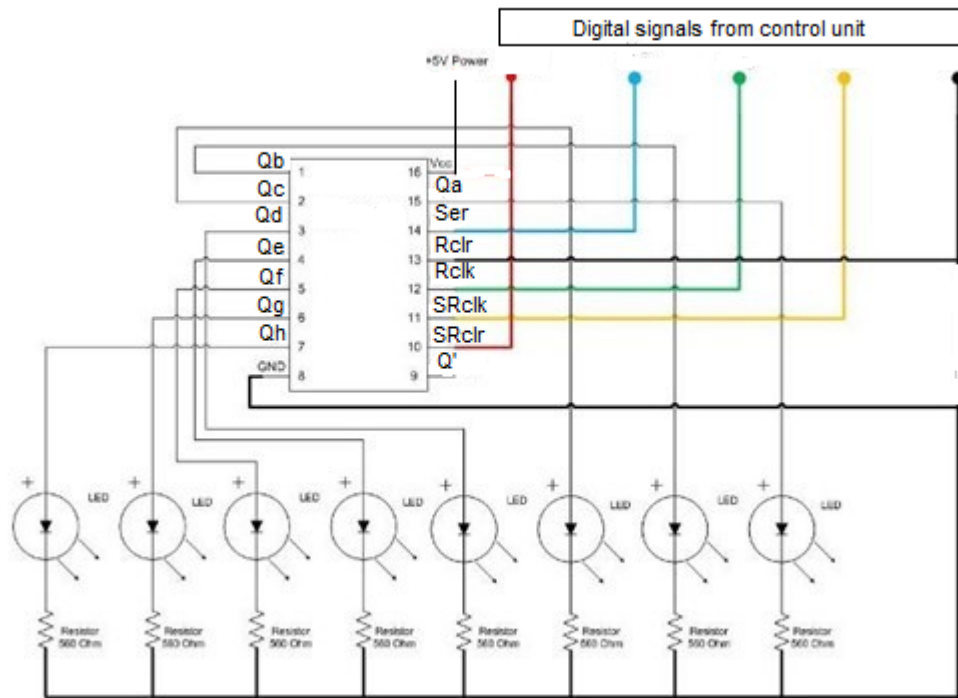 Digital signals from control unit
+5V Power
Qb 1 16 Vcc
Qc 2 15 Qa
Qd 3 14 Ser
Qe 4 13 Rclr
Qf 5 12 Rclk
Qg 6 11 SRclk
Qh 7 10 SRclr
GND 8 9 Q'
+ LED + LED + LED + LED + LED + LED + LED + LED
Resistor Resistor Resistor Resistor Resistor Resistor Resistor Resistor
560 Ohm 560 Ohm 560 Ohm 560 Ohm 560 Ohm 560 Ohm 560 Ohm 560 Ohm